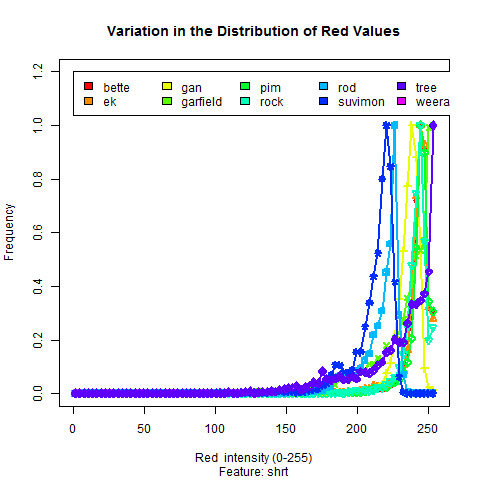 Variation in the Distribution of Red Values
bette gan pim rod tree
ek garfield rock suvimon weera
1.2
1.0
0.8
0.6
0.4
0.2
0.0
Frequency
0 50 100 150 200 250
Red intensity (0-255)
Feature: shrt